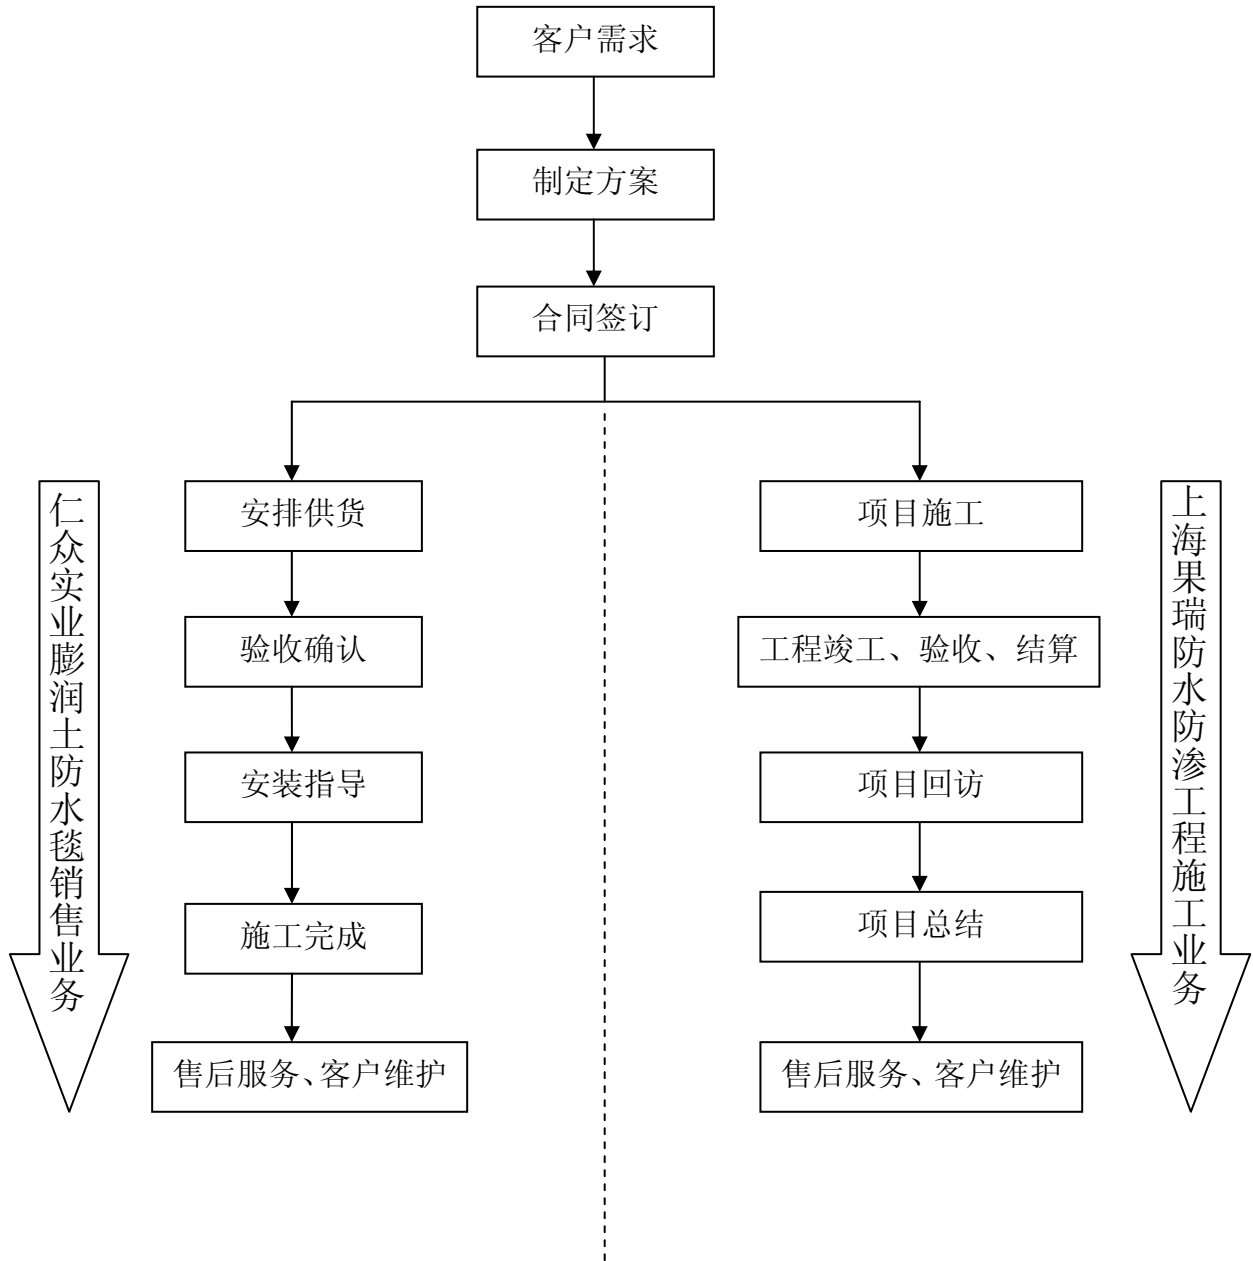 客户需求
制定方案
合同签订
仁众实业膨润土防水毯销售业务
安排供货
验收确认
安装指导
施工完成
售后服务、客户维护
项目施工
工程竣工、验收、结算
项目回访
项目总结
售后服务、客户维护
上海果瑞防水防渗工程施工业务